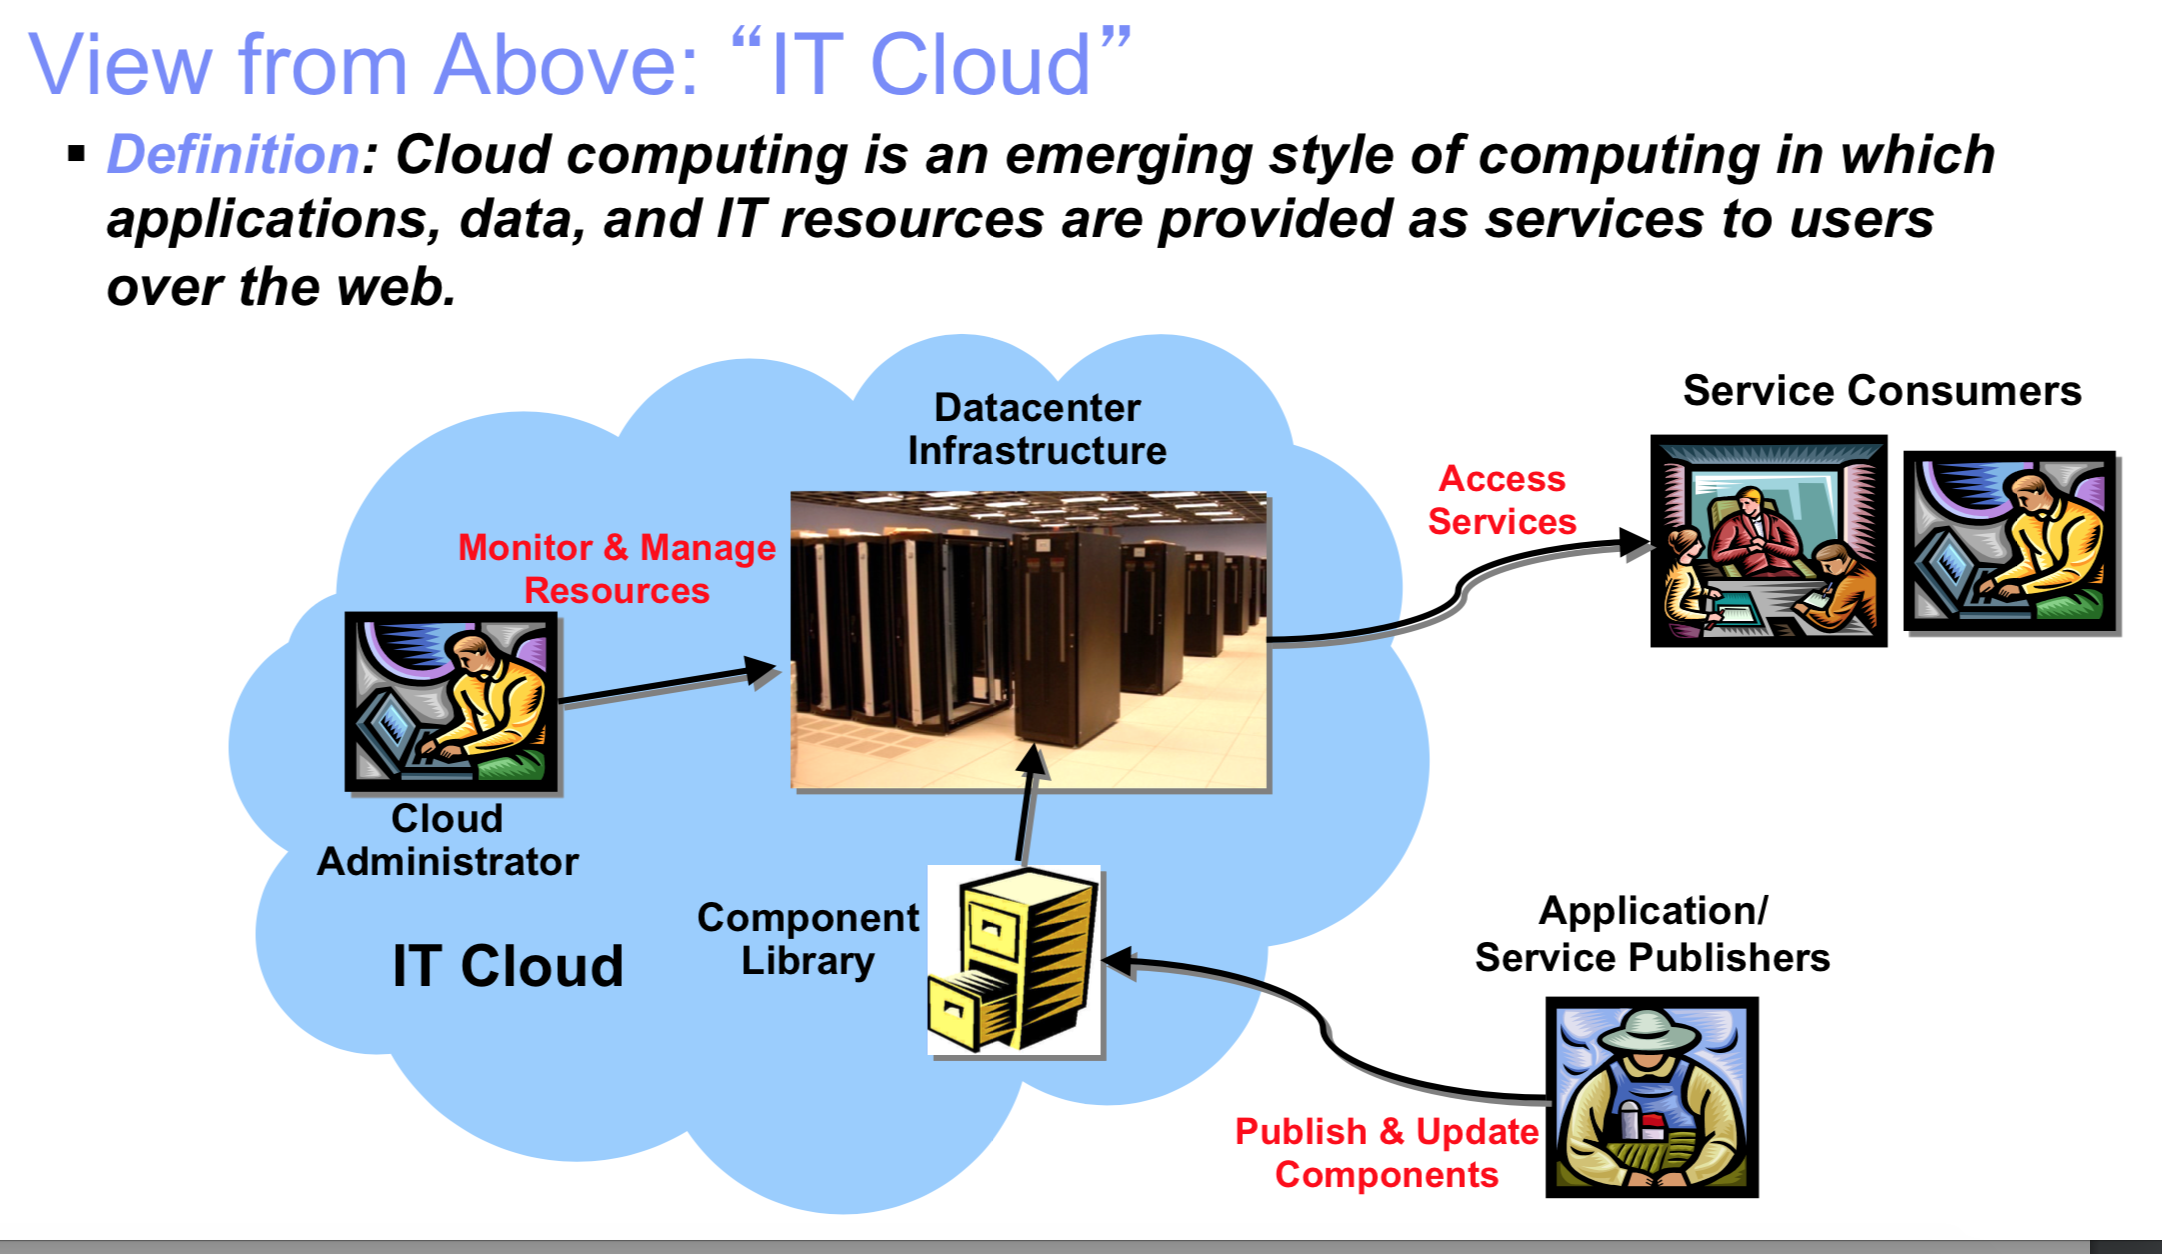 View from Above: “IT Cloud”
▪ Definition: Cloud computing is an emerging style of computing in which
applications, data, and IT resources are provided as services to users
over the web.
Datacenter
Infrastructure
Service Consumers
Access
Services
Monitor & Manage
Resources
Cloud
Administrator
Component
Library
IT Cloud
Application/
Service Publishers
Publish & Update
Components